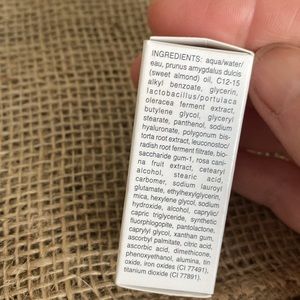 INGREDIENTS: aqua/water/
eau, prunus amygdalus dulcis
(sweet almond) oil, C12-15
alkyl benzoate, glycerin,
lactobacillus/portulaca
oleracea ferment extract,
butylene glycol, glyceryl
stearate, panthenol, sodium
hyaluronate, polygonum bis-
torta root extract, leuconostoc/
radish root ferment filtrate, bio-
saccharide gum-1, rosa cani-
na fruit extract, cetearyl
alcohol, stearic acid,
carbomer, sodium lauroyl
glutamate, ethylhexylglycerin,
mica, hexylene glycol, sodium
hydroxide, alcohol, caprylic/
capric triglyceride, synthetic
fluorphlogopite, pantolactone,
caprylyl glycol, xanthan gum,
ascorbyl palmitate, citric acid,
ascorbic acid, dimethicone,
phenoxyethanol, alumina, tin
oxide, iron oxides (CI 77491),
titanium dioxide (CI 77891).